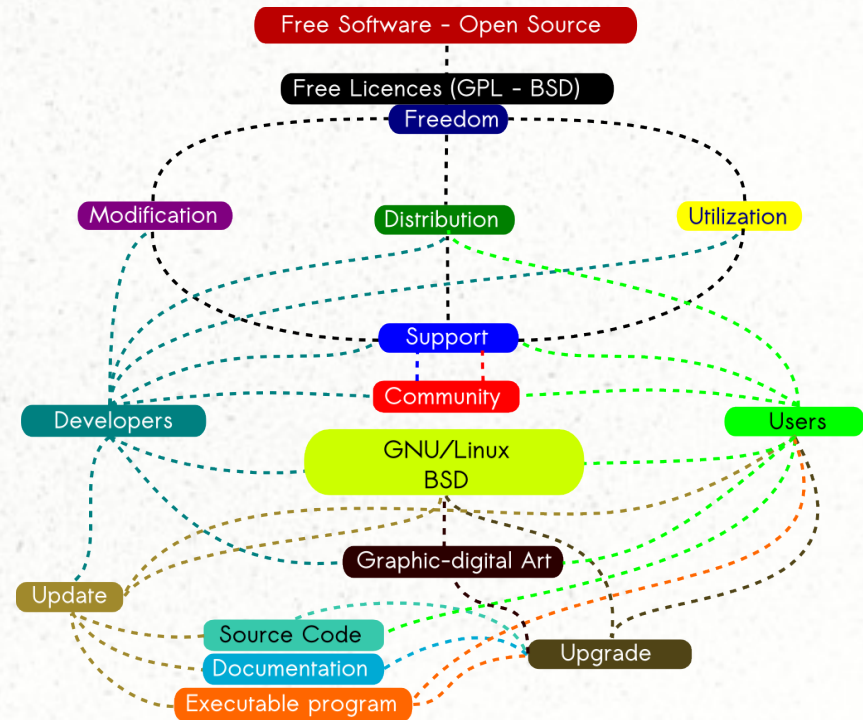 Free Software - Open Source
Free Licences (GPL - BSD)
Freedom
Modification
Distribution
Utilization
Support
Community
Developers
Users
GNU/Linux
BSD
Graphic-digital Art
Update
Source Code
Upgrade
Documentation
Executable program